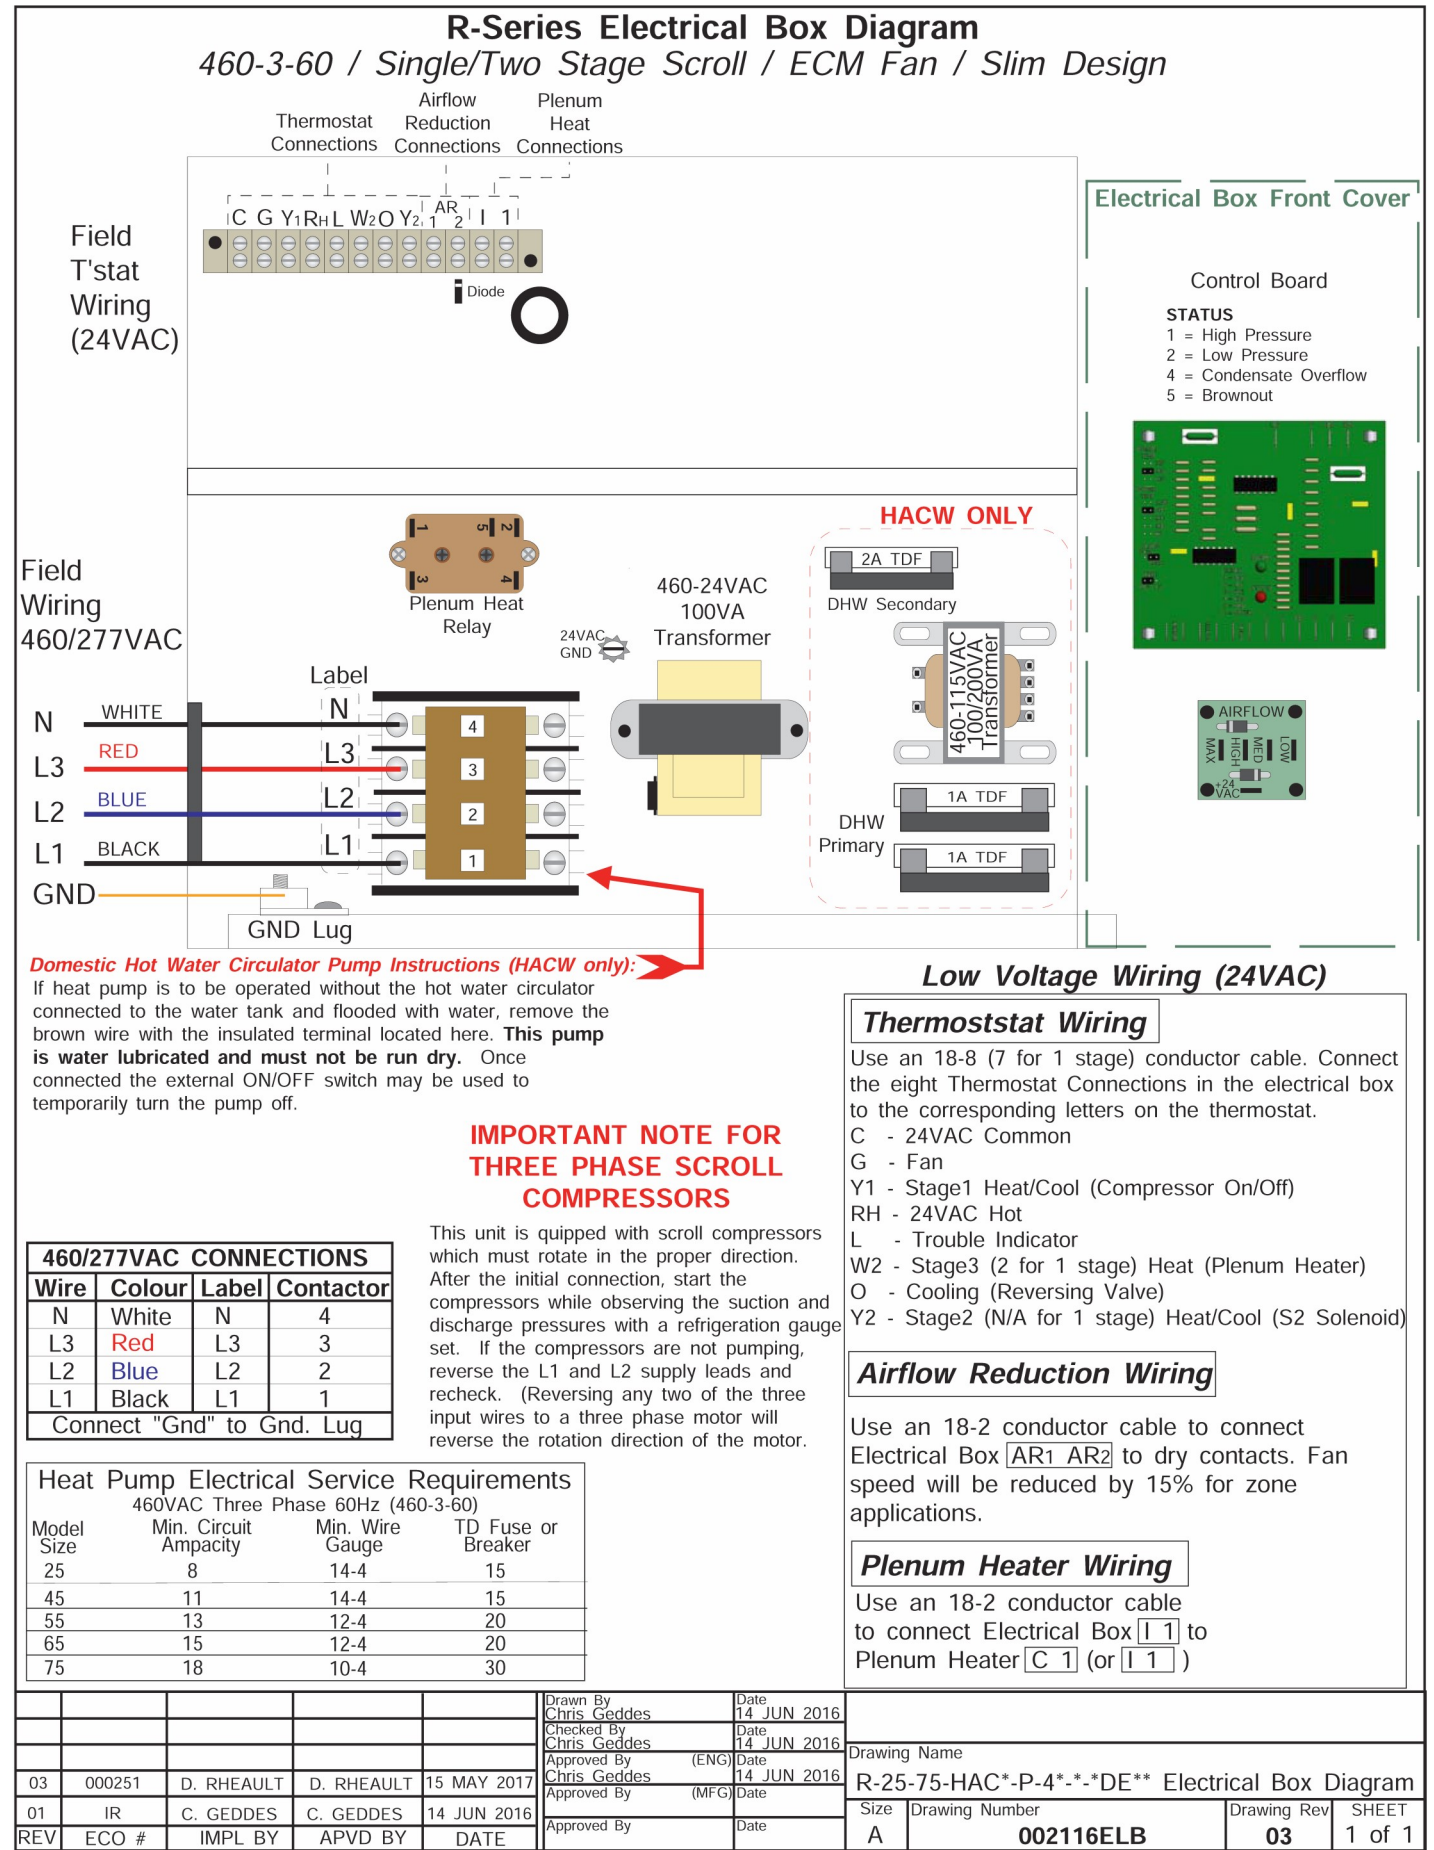 R-Series Electrical Box Diagram
460-3-60 / Single/Two Stage Scroll / ECM Fan / Slim Design
Thermostat
Connections
Airflow
Reduction
Connections
Plenum
Heat
Connections
C G Y1 RH L W2 O Y2 AR 1 2 I 1
Diode
Field
T'stat
Wiring
(24VAC)
Electrical Box Front Cover
Control Board
STATUS
1 = High Pressure
2 = Low Pressure
4 = Condensate Overflow
5 = Brownout
AIRFLOW
MAX
HIGH
MED
LOW
+24
VAC
Field
Wiring
460/277VAC
1 5 2
3 4
Plenum Heat
Relay
24VAC
GND
460-24VAC
100VA
Transformer
HACW ONLY
2A TDF
DHW Secondary
460-115VAC
100/200VA
Transformer
1A TDF
DHW
Primary
1A TDF
Label
N WHITE N 4
L3 RED L3 3
L2 BLUE L2 2
L1 BLACK L1 1
GND
GND Lug
Domestic Hot Water Circulator Pump Instructions (HACW only):
If heat pump is to be operated without the hot water circulator
connected to the water tank and flooded with water, remove the
brown wire with the insulated terminal located here. This pump
is water lubricated and must not be run dry. Once
connected the external ON/OFF switch may be used to
temporarily turn the pump off.
IMPORTANT NOTE FOR
THREE PHASE SCROLL
COMPRESSORS
This unit is quipped with scroll compressors
which must rotate in the proper direction.
After the initial connection, start the
compressors while observing the suction and
discharge pressures with a refrigeration gauge
set. If the compressors are not pumping,
reverse the L1 and L2 supply leads and
recheck. (Reversing any two of the three
input wires to a three phase motor will
reverse the rotation direction of the motor.
460/277VAC CONNECTIONS
Wire Colour Label Contactor
N White N 4
L3 Red L3 3
L2 Blue L2 2
L1 Black L1 1
Connect "Gnd" to Gnd. Lug
Heat Pump Electrical Service Requirements
460VAC Three Phase 60Hz (460-3-60)
Model Min. Circuit Min. Wire TD Fuse or
Size Ampacity Gauge Breaker
25 8 14-4 15
45 11 14-4 15
55 13 12-4 20
65 15 12-4 20
75 18 10-4 30
Low Voltage Wiring (24VAC)
Thermoststat Wiring
Use an 18-8 (7 for 1 stage) conductor cable. Connect
the eight Thermostat Connections in the electrical box
to the corresponding letters on the thermostat.
C - 24VAC Common
G - Fan
Y1 - Stage1 Heat/Cool (Compressor On/Off)
RH - 24VAC Hot
L - Trouble Indicator
W2 - Stage3 (2 for 1 stage) Heat (Plenum Heater)
O - Cooling (Reversing Valve)
Y2 - Stage2 (N/A for 1 stage) Heat/Cool (S2 Solenoid)
Airflow Reduction Wiring
Use an 18-2 conductor cable to connect
Electrical Box AR1 AR2 to dry contacts. Fan
speed will be reduced by 15% for zone
applications.
Plenum Heater Wiring
Use an 18-2 conductor cable
to connect Electrical Box I 1 to
Plenum Heater C 1 (or I 1 )
03 000251 D. RHEAULT D. RHEAULT 15 MAY 2017
01 IR C. GEDDES C. GEDDES 14 JUN 2016
REV ECO # IMPL BY APVD BY DATE
Drawn By Date
Chris Geddes 14 JUN 2016
Checked By Date
Chris Geddes 14 JUN 2016
Approved By (ENG) Date
Chris Geddes 14 JUN 2016
Approved By (MFG) Date
Approved By Date
Drawing Name
R-25-75-HAC*-P-4*-*-*DE** Electrical Box Diagram
Size Drawing Number Drawing Rev SHEET
A 002116ELB 03 1 of 1